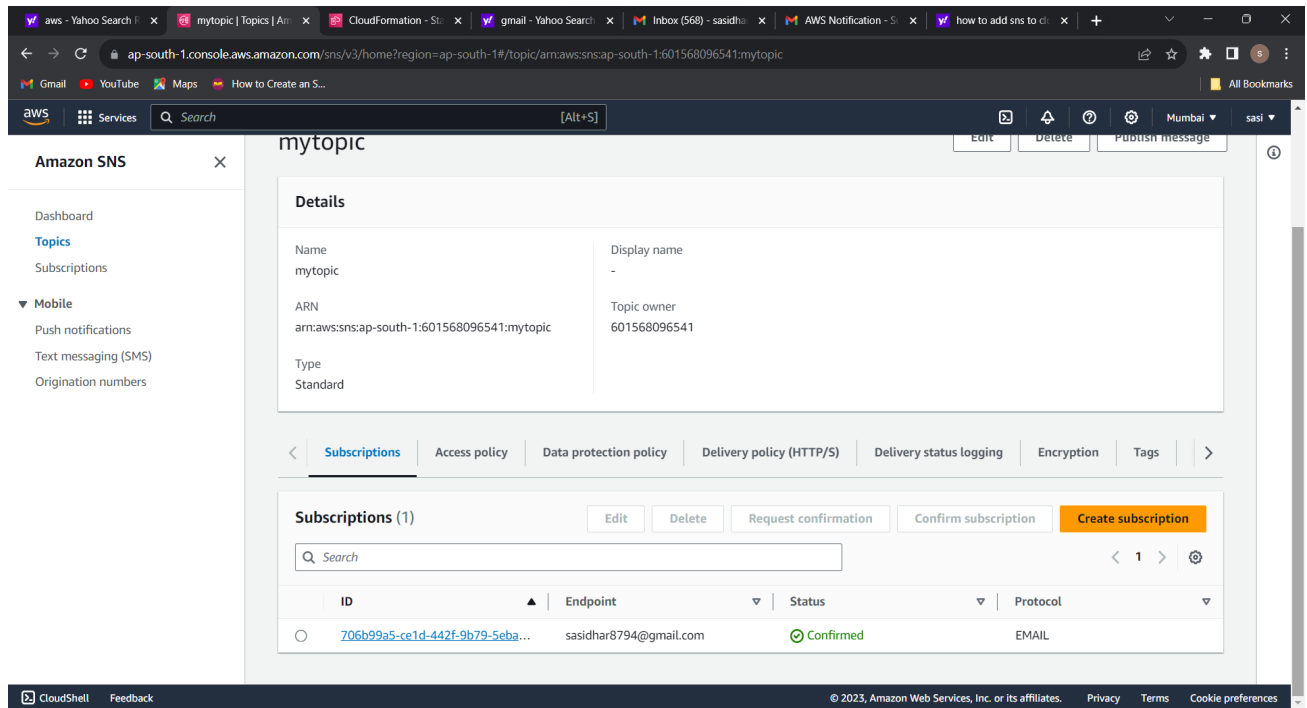 aws - Yahoo Search R
mytopic | Topics | Am
CloudFormation - Sta
gmail - Yahoo Search
Inbox (568) - sasidha
AWS Notification - Su
how to add sns to clo
ap-south-1.console.aws.amazon.com/sns/v3/home?region=ap-south-1#/topic/arn:aws:sns:ap-south-1:601568096541:mytopic
s
Gmail
YouTube
Maps
How to Create an S...
All Bookmarks
aws
Services
Search
[Alt+S]
Mumbai ▼
sasi ▼
Amazon SNS
Dashboard
Topics
Subscriptions
Mobile
Push notifications
Text messaging (SMS)
Origination numbers
mytopic
Edit
Delete
Publish message
Details
Name
mytopic
Display name
-
ARN
arn:aws:sns:ap-south-1:601568096541:mytopic
Topic owner
601568096541
Type
Standard
Subscriptions
Access policy
Data protection policy
Delivery policy (HTTP/S)
Delivery status logging
Encryption
Tags
Subscriptions (1)
Edit
Delete
Request confirmation
Confirm subscription
Create subscription
Search
1
ID
Endpoint
Status
Protocol
706b99a5-ce1d-442f-9b79-5eba...
sasidhar8794@gmail.com
Confirmed
EMAIL
CloudShell
Feedback
© 2023, Amazon Web Services, Inc. or its affiliates.
Privacy
Terms
Cookie preferences